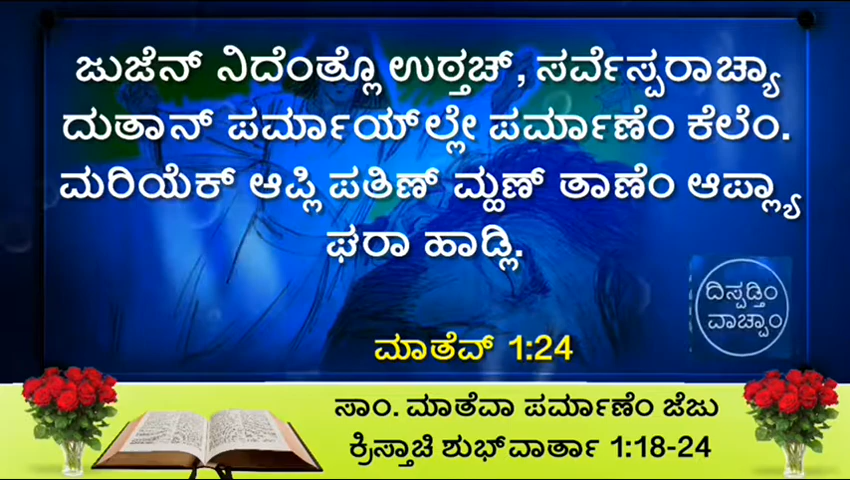 ಜುಜೆನ್ ನಿದೆಂತ್ಲೊ ಉಠ್ತಚ್, ಸರ್ವೆಸ್ಪರಾಚ್ಯಾ
ದುತಾನ್ ಪರ್ಮಾಯ್‌ಲ್ಲೇ ಪರ್ಮಾಣೆಂ ಕೆಲೆಂ.
ಮರಿಯೆಕ್ ಆಪ್ಲಿ ಪತಿಣ್ ಮ್ಹಣ್ ತಾಣೆಂ ಆಪ್ಲ್ಯಾ
ಘರಾ ಹಾಡ್ಲಿ.
ದಿಸ್ಪಡ್ತಿಂ
ವಾಚ್ಪಾಂ
ಮಾತೆವ್ 1:24
ಸಾಂ. ಮಾತೆವಾ ಪರ್ಮಾಣೆಂ ಜೆಜು
ಕ್ರಿಸ್ತಾಚಿ ಶುಭ್‌ವಾರ್ತಾ 1:18-24